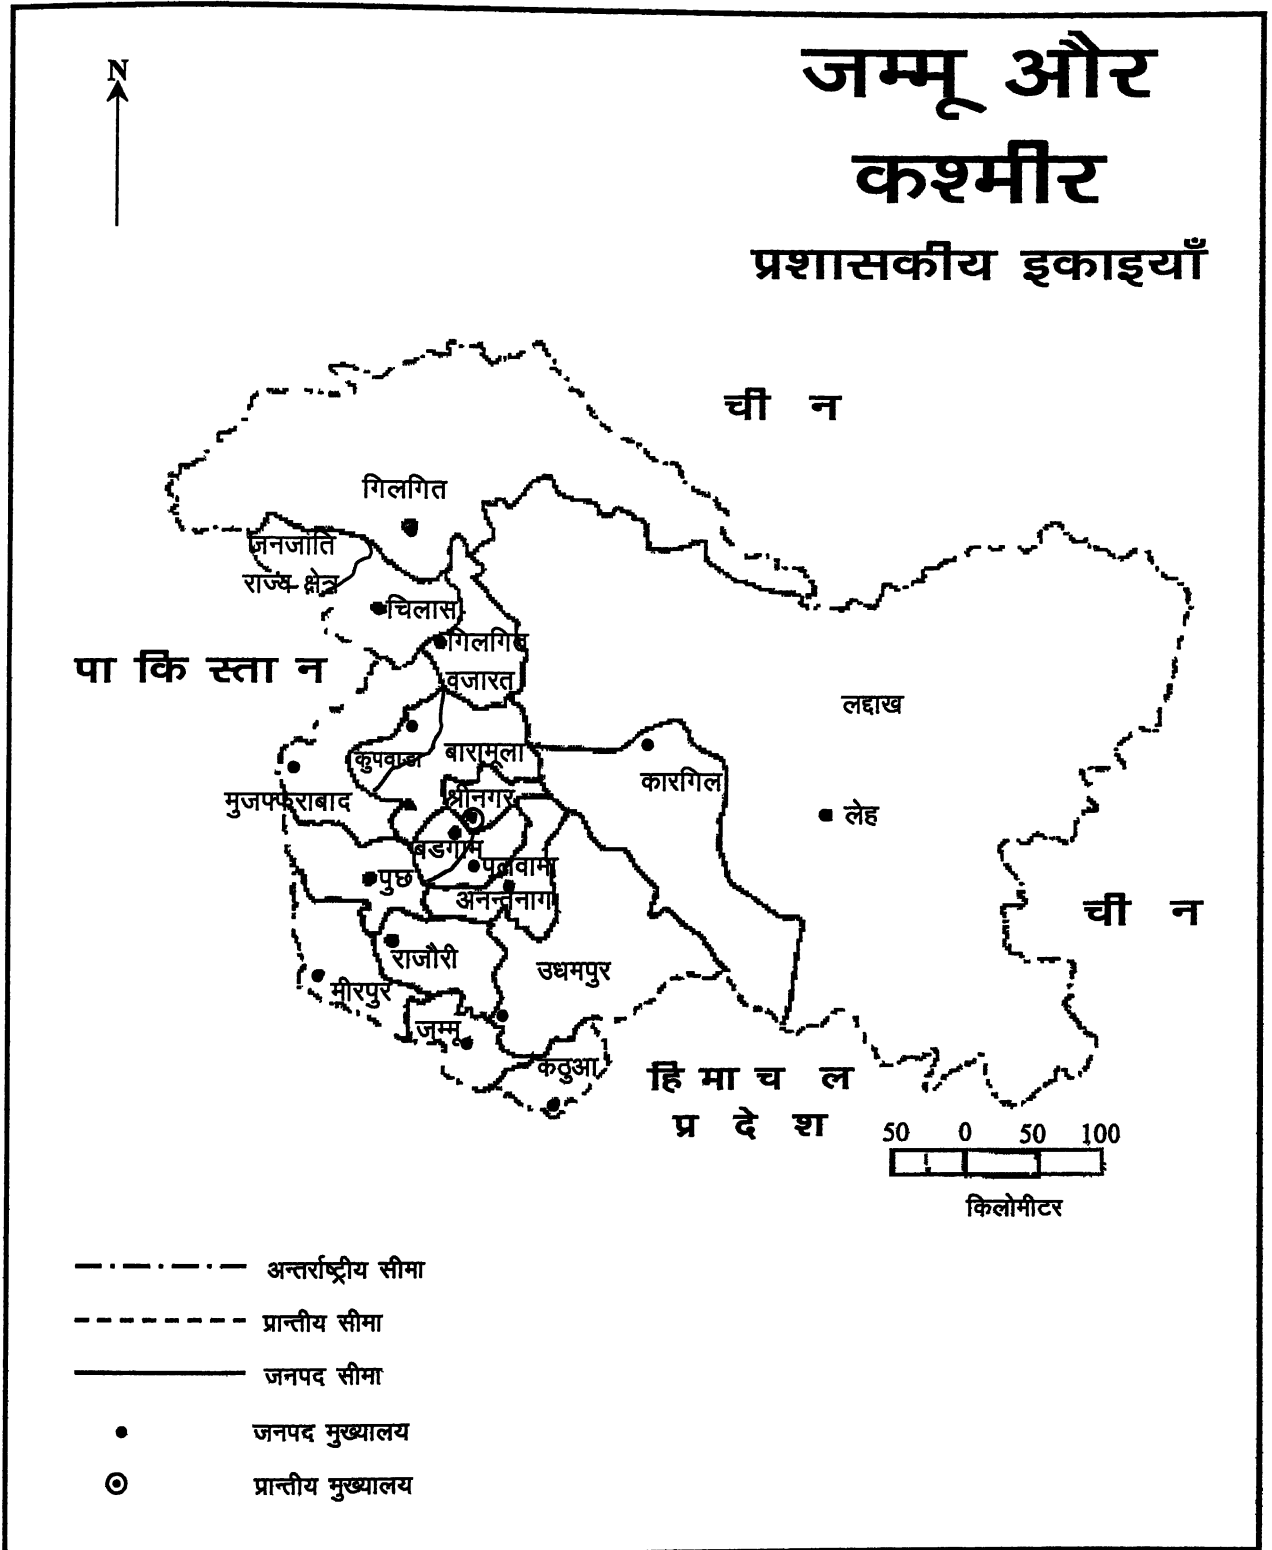 N
जम्मू और
कश्मीर
प्रशासकीय इकाइयाँ
ची न
गिलगित
जनजाति
राज्य क्षेत्र
चिलास
गिलगित
वजारत
पा कि स्ता न
लद्दाख
कुपवाडा
बारामूला
कारगिल
मुजफ्फराबाद
श्रीनगर
लेह
बडगाम
पुलवामा
पुछ
अनन्तनाग
ची न
राजौरी
उधमपुर
मीरपुर
जम्मू
कठुआ
हि मा च ल
प्र दे श
50 0 50 100
किलोमीटर
अन्तर्राष्ट्रीय सीमा
प्रान्तीय सीमा
जनपद सीमा
जनपद मुख्यालय
प्रान्तीय मुख्यालय